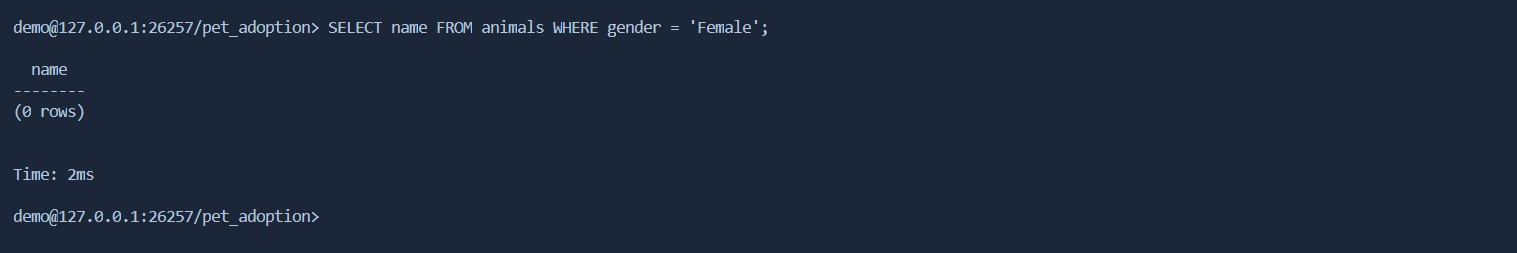 demo@127.0.0.1:26257/pet_adoption> SELECT name FROM animals WHERE gender = 'Female';
name
--------
(0 rows)
Time: 2ms
demo@127.0.0.1:26257/pet_adoption>